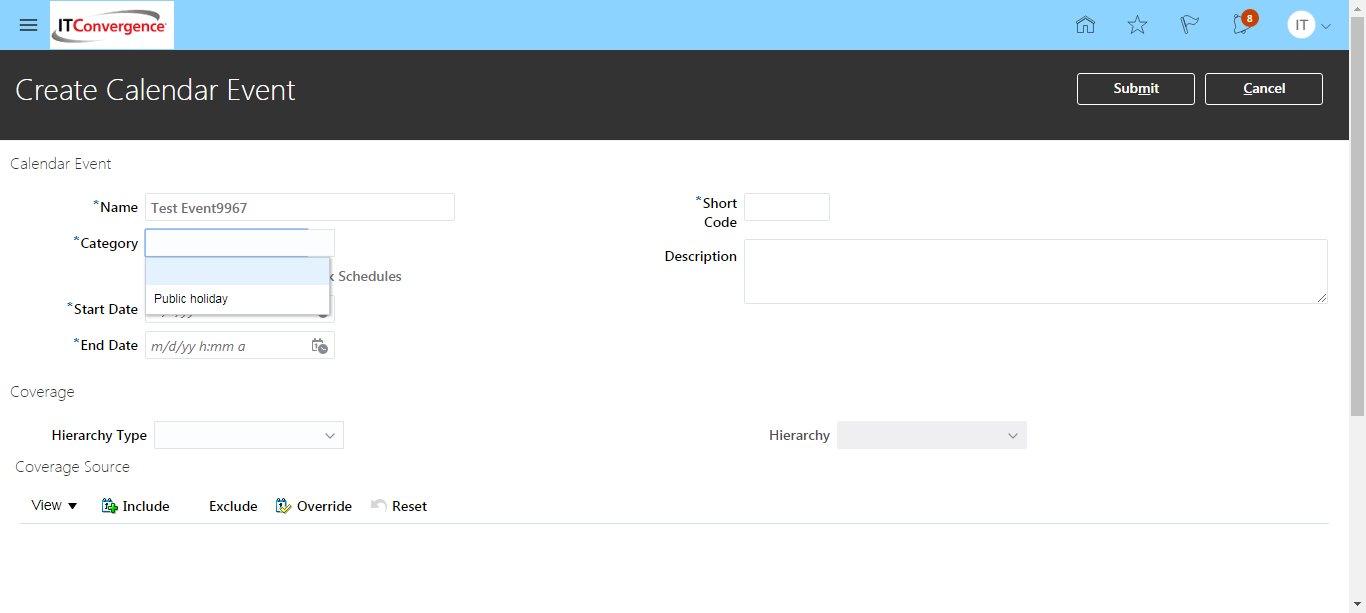 ITConvergence
8
IT
Create Calendar Event
Submit
Cancel
Calendar Event
*Name
Test Event9967
*Short
Code
*Category
Description
Schedules
Public holiday
*Start Date
*End Date
m/d/yy h:mm a
Coverage
Hierarchy Type
Hierarchy
Coverage Source
View
Include
Exclude
Override
Reset